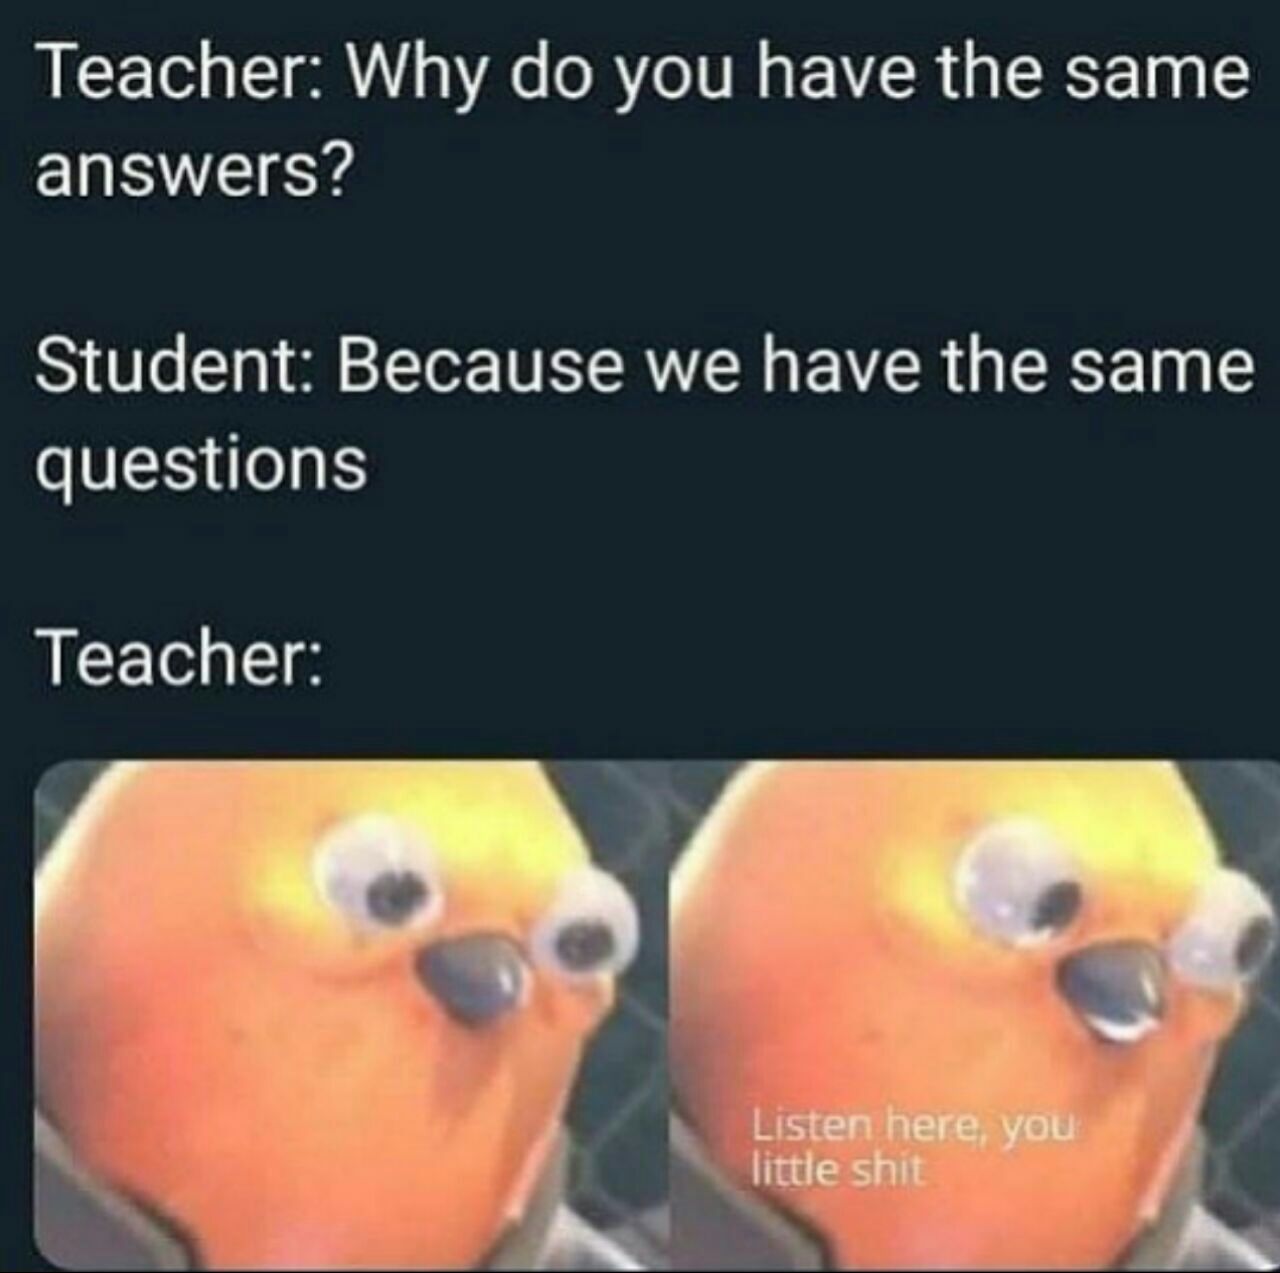 Teacher: Why do you have the same
answers?
Student: Because we have the same
questions
Teacher:
Listen here, you
little shit